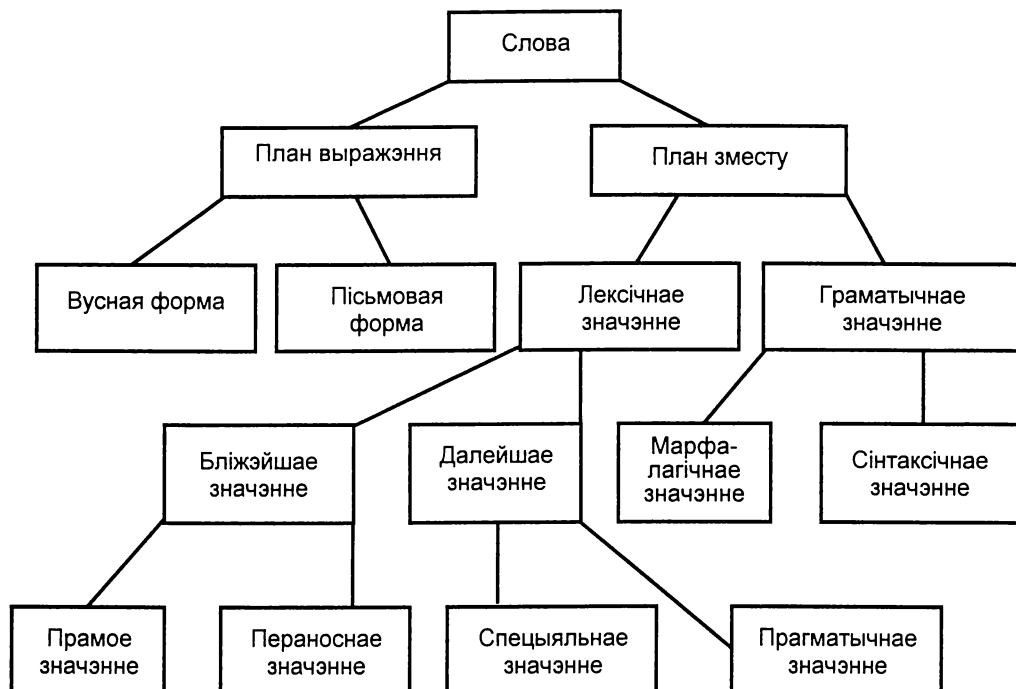 Слова
План выражэння
План зместу
Вусная форма
Пісьмовая
форма
Лексічнае
значэнне
Граматычнае
значэнне
Бліжэйшае
значэнне
Далейшае
значэнне
Марфа-
лагічнае
значэнне
Сінтаксічнае
значэнне
Прамое
значэнне
Пераноснае
значэнне
Спецыяльнае
значэнне
Прагматычнае
значэнне